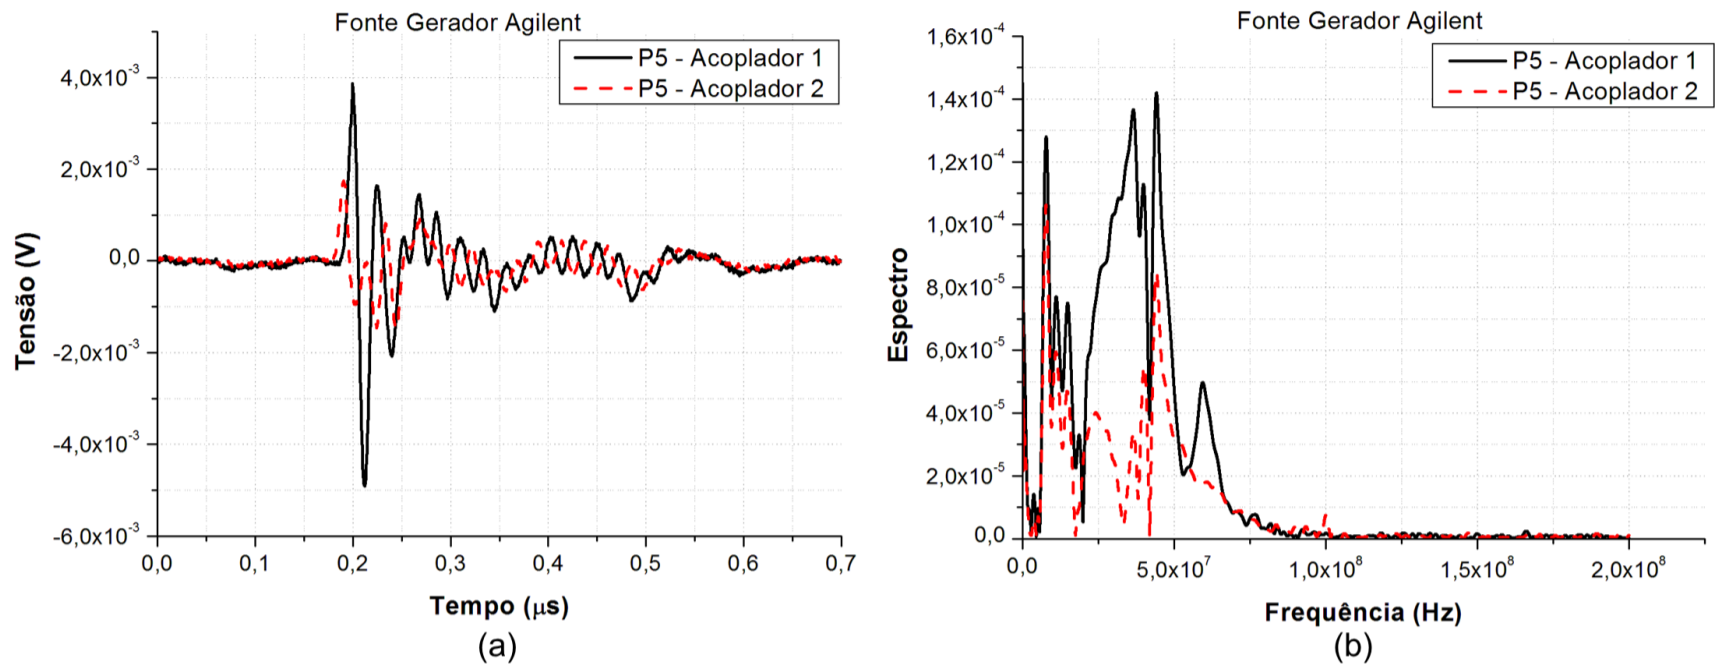 Fonte Gerador Agilent
P5 - Acoplador 1
P5 - Acoplador 2
4,0x10⁻³
2,0x10⁻³
0,0
-2,0x10⁻³
-4,0x10⁻³
-6,0x10⁻³
Tensão (V)
0,0 0,1 0,2 0,3 0,4 0,5 0,6 0,7
Tempo (μs)
(a)
Fonte Gerador Agilent
P5 - Acoplador 1
P5 - Acoplador 2
1,6x10⁻⁴
1,4x10⁻⁴
1,2x10⁻⁴
1,0x10⁻⁴
8,0x10⁻⁵
6,0x10⁻⁵
4,0x10⁻⁵
2,0x10⁻⁵
0,0
Espectro
0,0 5,0x10⁷ 1,0x10⁸ 1,5x10⁸ 2,0x10⁸
Frequência (Hz)
(b)